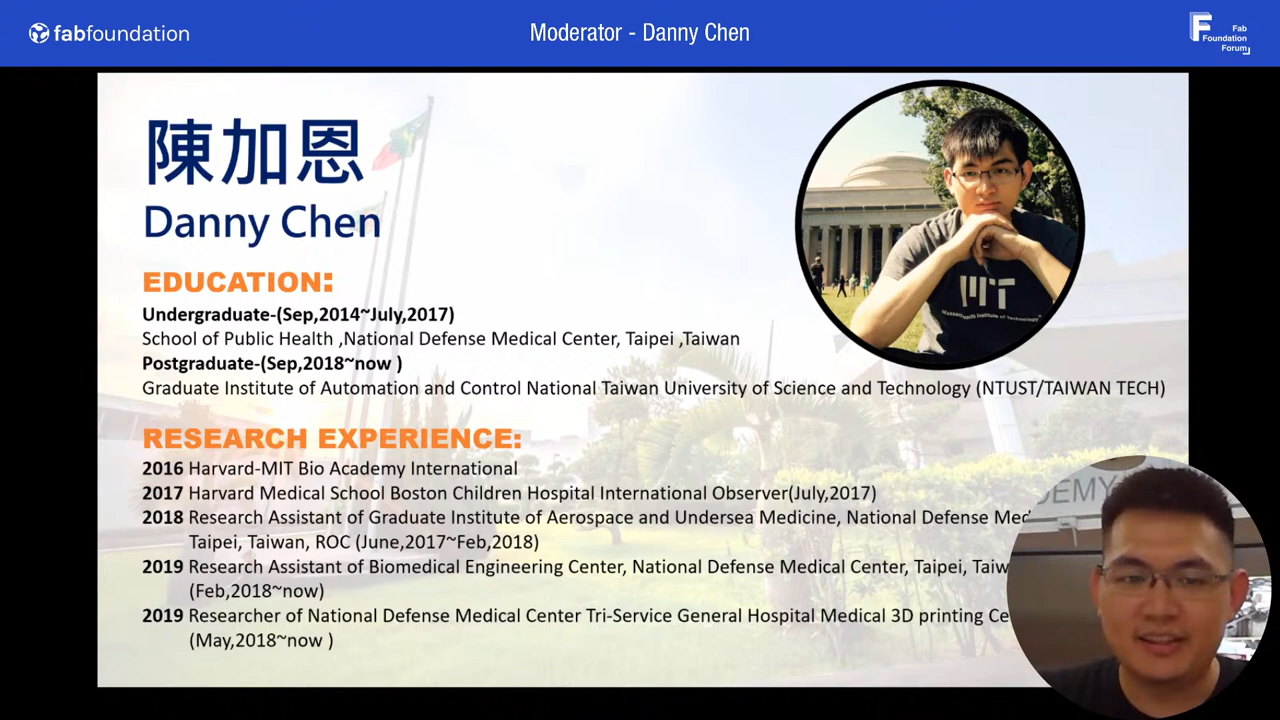 fabfoundation
Moderator - Danny Chen
Fab
Foundation
Forum
陳加恩
Danny Chen
EDUCATION:
Undergraduate-(Sep,2014~July,2017)
School of Public Health ,National Defense Medical Center, Taipei ,Taiwan
Postgraduate-(Sep,2018~now )
Graduate Institute of Automation and Control National Taiwan University of Science and Technology (NTUST/TAIWAN TECH)
RESEARCH EXPERIENCE:
2016 Harvard-MIT Bio Academy International
2017 Harvard Medical School Boston Children Hospital International Observer(July,2017)
2018 Research Assistant of Graduate Institute of Aerospace and Undersea Medicine, National Defense
Taipei, Taiwan, ROC (June,2017~Feb,2018)
2019 Research Assistant of Biomedical Engineering Center, National Defense Medical Center, Taipei,
(Feb,2018~now)
2019 Researcher of National Defense Medical Center Tri-Service General Hospital Medical 3D printing
(May,2018~now )
MIT
Massachusetts Institute of Technology